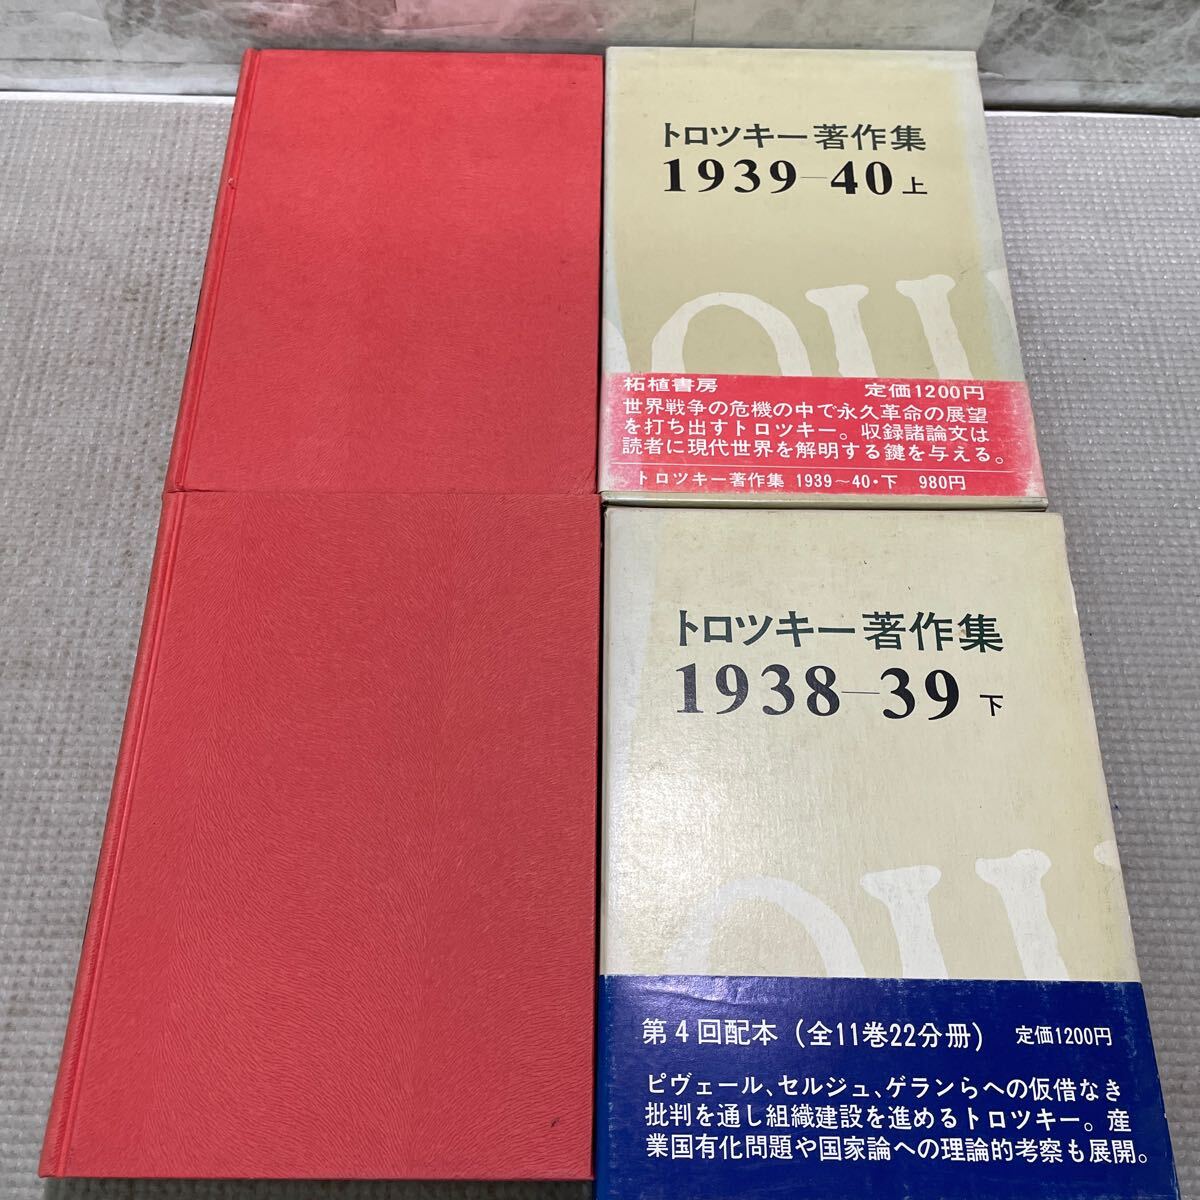 トロツキー著作集
1939—40上
柘植書房 定価1200円
世界戦争の危機の中で永久革命の展望
を打ち出すトロツキー。収録諸論文は
読者に現代世界を解明する鍵を与える。
トロツキー著作集 1939〜40・下 980円
トロツキー著作集
1938—39下
第4回配本(全11巻22分冊) 定価1200円
ピヴェール、セルジュ、ゲランらへの仮借なき
批判を通し組織建設を進めるトロツキー。産
業国有化問題や国家論への理論的考察も展開。